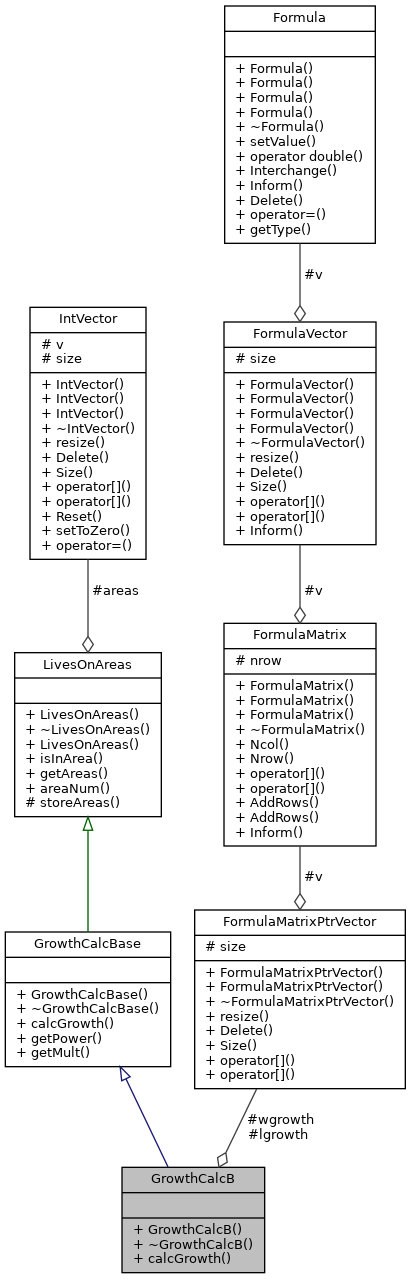 Formula
+ Formula()
+ Formula()
+ Formula()
+ Formula()
+ ~Formula()
+ setValue()
+ operator double()
+ Interchange()
+ Inform()
+ Delete()
+ operator=()
+ getType()
#v
IntVector
# v
# size
+ IntVector()
+ IntVector()
+ IntVector()
+ ~IntVector()
+ resize()
+ Delete()
+ Size()
+ operator[]()
+ operator[]()
+ Reset()
+ setToZero()
+ operator=()
#areas
FormulaVector
# size
+ FormulaVector()
+ FormulaVector()
+ FormulaVector()
+ FormulaVector()
+ ~FormulaVector()
+ resize()
+ Delete()
+ Size()
+ operator[]()
+ operator[]()
+ Inform()
#v
LivesOnAreas
+ LivesOnAreas()
+ ~LivesOnAreas()
+ LivesOnAreas()
+ isInArea()
+ getAreas()
+ areaNum()
# storeAreas()
FormulaMatrix
# nrow
+ FormulaMatrix()
+ FormulaMatrix()
+ FormulaMatrix()
+ ~FormulaMatrix()
+ Ncol()
+ Nrow()
+ operator[]()
+ operator[]()
+ AddRows()
+ AddRows()
+ Inform()
#v
GrowthCalcBase
+ GrowthCalcBase()
+ ~GrowthCalcBase()
+ calcGrowth()
+ getPower()
+ getMult()
FormulaMatrixPtrVector
# size
+ FormulaMatrixPtrVector()
+ FormulaMatrixPtrVector()
+ ~FormulaMatrixPtrVector()
+ resize()
+ Delete()
+ Size()
+ operator[]()
+ operator[]()
#wgrowth
#lgrowth
GrowthCalcB
+ GrowthCalcB()
+ ~GrowthCalcB()
+ calcGrowth()